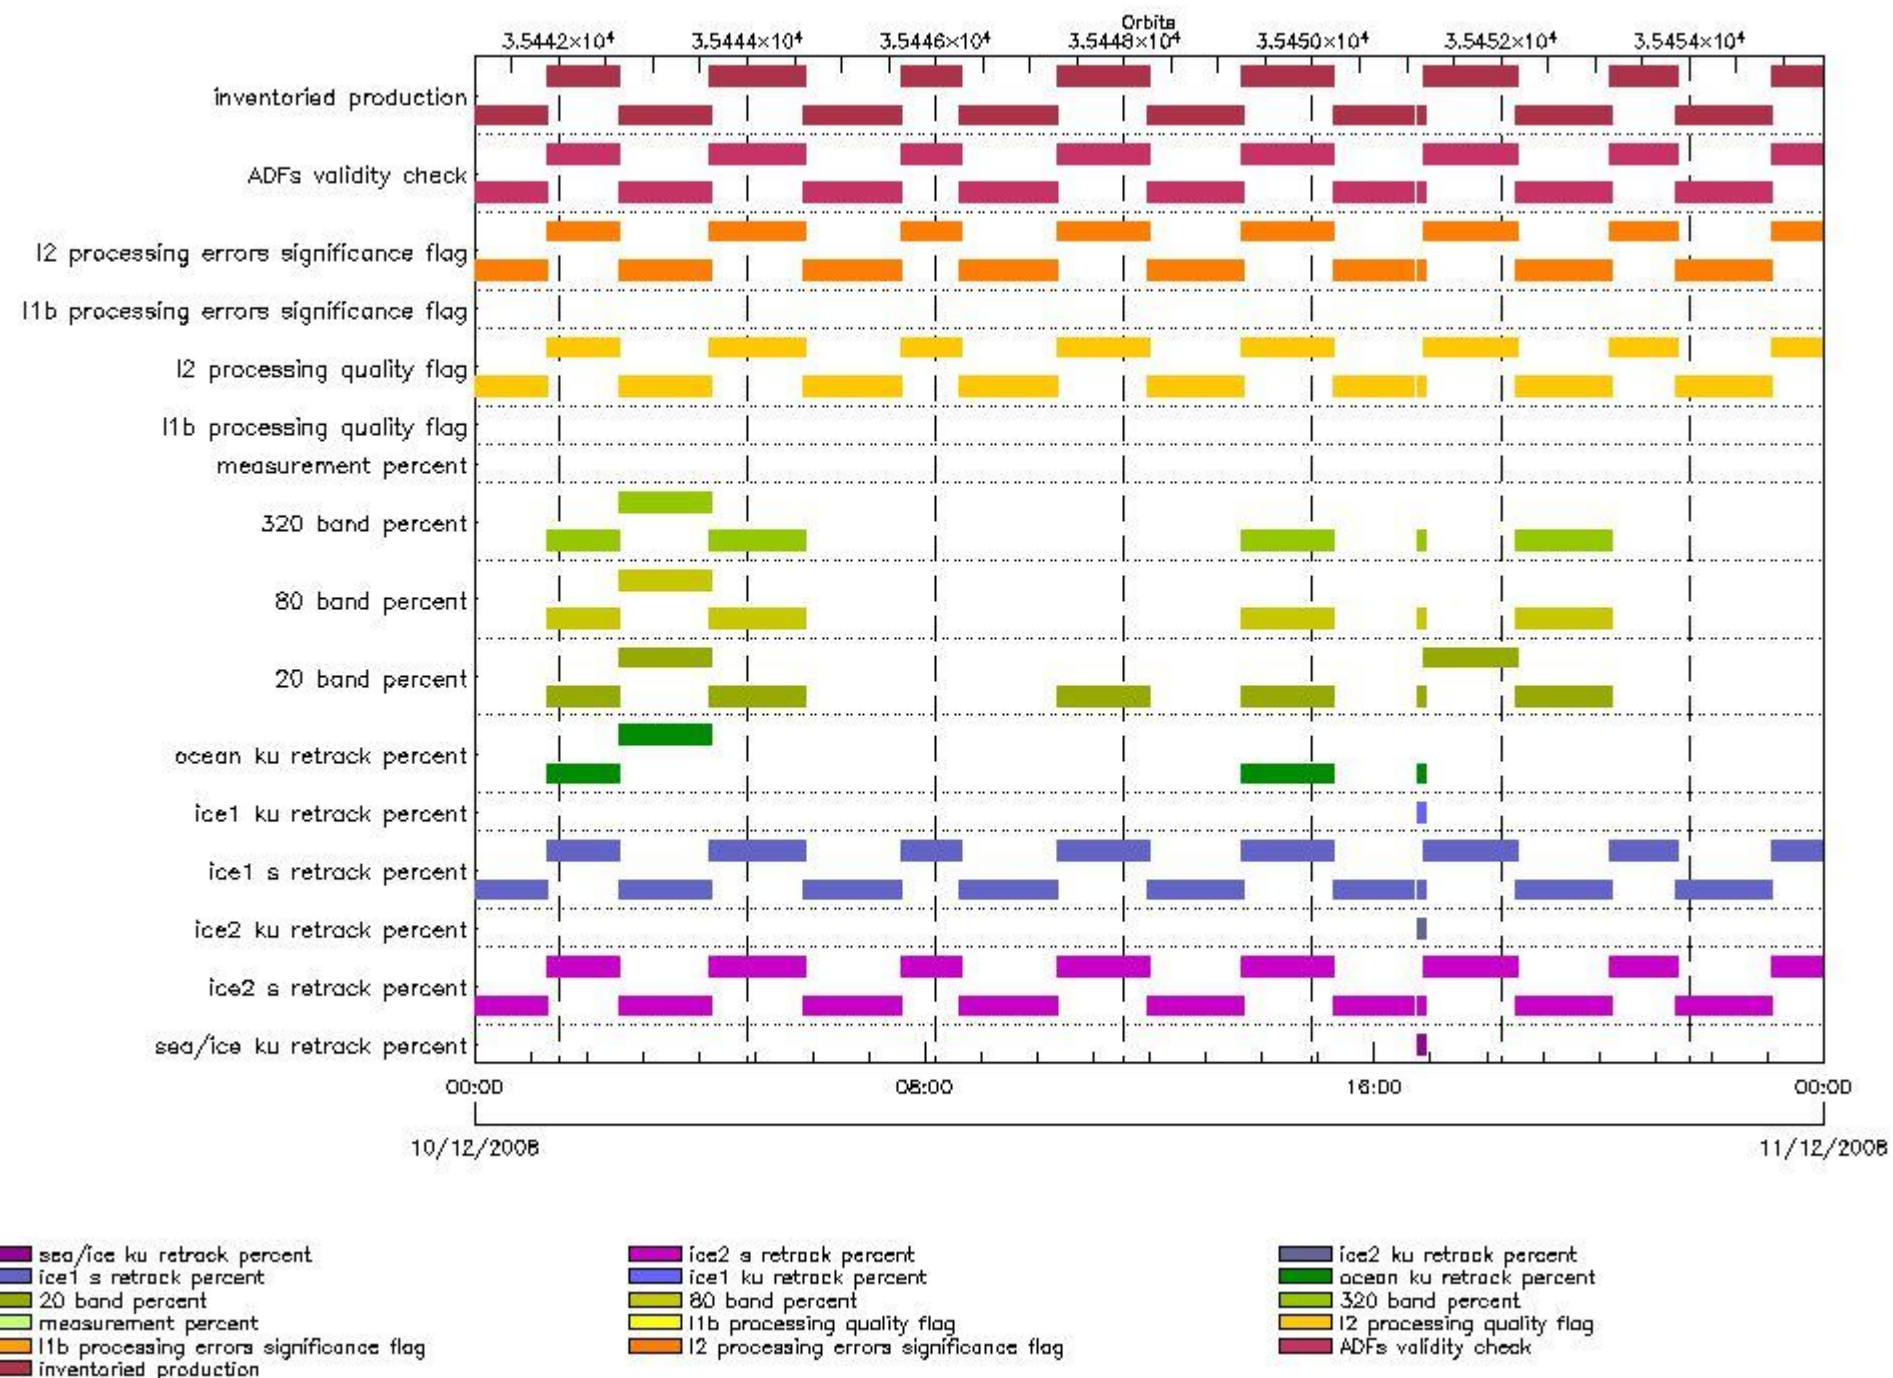 Orbits
3.5442×10⁴ 3.5444×10⁴ 3.5446×10⁴ 3.5448×10⁴ 3.5450×10⁴ 3.5452×10⁴ 3.5454×10⁴
inventoried production
ADFs validity check
l2 processing errors significance flag
l1b processing errors significance flag
l2 processing quality flag
l1b processing quality flag
measurement percent
320 band percent
80 band percent
20 band percent
ocean ku retrack percent
ice1 ku retrack percent
ice1 s retrack percent
ice2 ku retrack percent
ice2 s retrack percent
sea/ice ku retrack percent
00:00 08:00 16:00 00:00
10/12/2008 11/12/2008
sea/ice ku retrack percent ice2 s retrack percent ice2 ku retrack percent
ice1 s retrack percent ice1 ku retrack percent ocean ku retrack percent
20 band percent 80 band percent 320 band percent
measurement percent l1b processing quality flag l2 processing quality flag
l1b processing errors significance flag l2 processing errors significance flag ADFs validity check
inventoried production